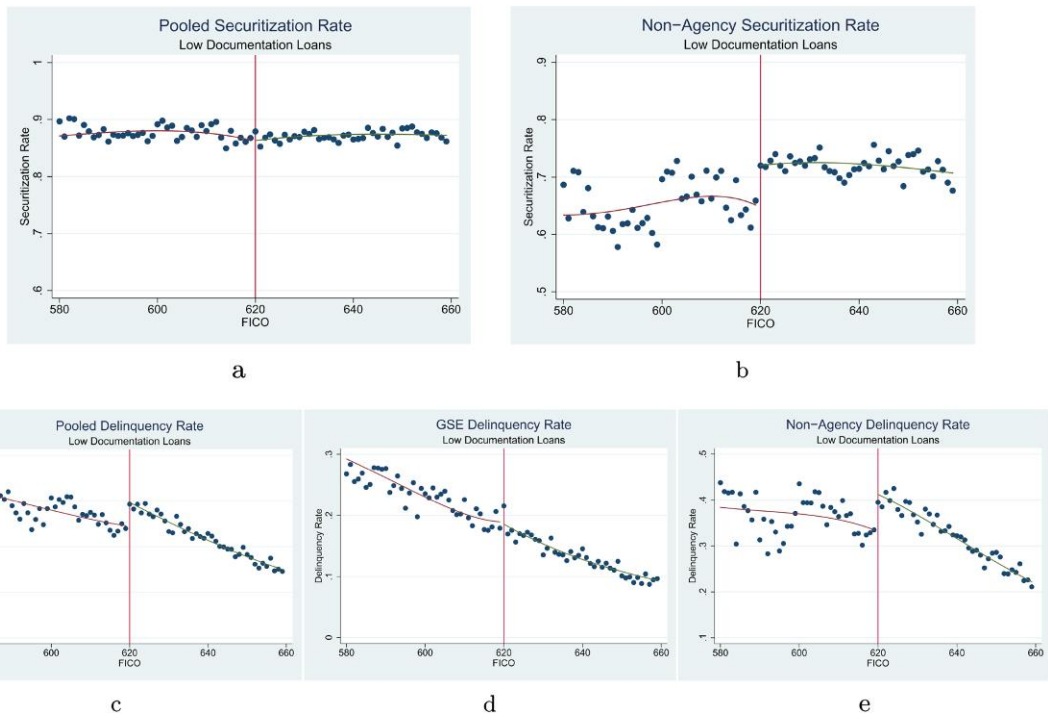 Pooled Securitization Rate
Low Documentation Loans
Securitization Rate
1
.9
.8
.7
.6
580 600 620 640 660
FICO
a
Non−Agency Securitization Rate
Low Documentation Loans
Securitization Rate
.9
.8
.7
.6
.5
580 600 620 640 660
FICO
b
Pooled Delinquency Rate
Low Documentation Loans
600 620 640 660
FICO
c
GSE Delinquency Rate
Low Documentation Loans
Delinquency Rate
.3
.2
.1
0
580 600 620 640 660
FICO
d
Non−Agency Delinquency Rate
Low Documentation Loans
Delinquency Rate
.5
.4
.3
.2
.1
580 600 620 640 660
FICO
e